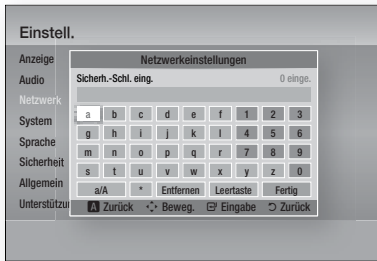 Einstell.
Anzeige
Audio
Netzwerk
System
Sprache
Sicherheit
Allgemein
Unterstützu
Netzwerkeinstellungen
Sicherh.-Schl. eing. 0 einge.
a b c d e f 1 2 3
g h i j k l 4 5 6
m n o p q r 7 8 9
s t u v w x y z 0
a/A * Entfernen Leertaste Fertig
A Zurück Beweg. Eingabe Zurück